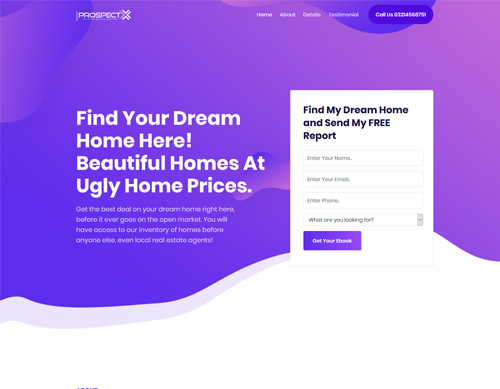 PROSPECTX
Home About Details Testimonial Call Us 03214568751
Find Your Dream
Home Here!
Beautiful Homes At
Ugly Home Prices.
Get the best deal on your dream home right here,
before it ever goes on the open market. You will
have access to our inventory of homes before
anyone else, even local real estate agents!
Find My Dream Home
and Send My FREE
Report
Enter Your Name..
Enter Your Email..
Enter Phone..
What are you looking for?
Get Your Ebook